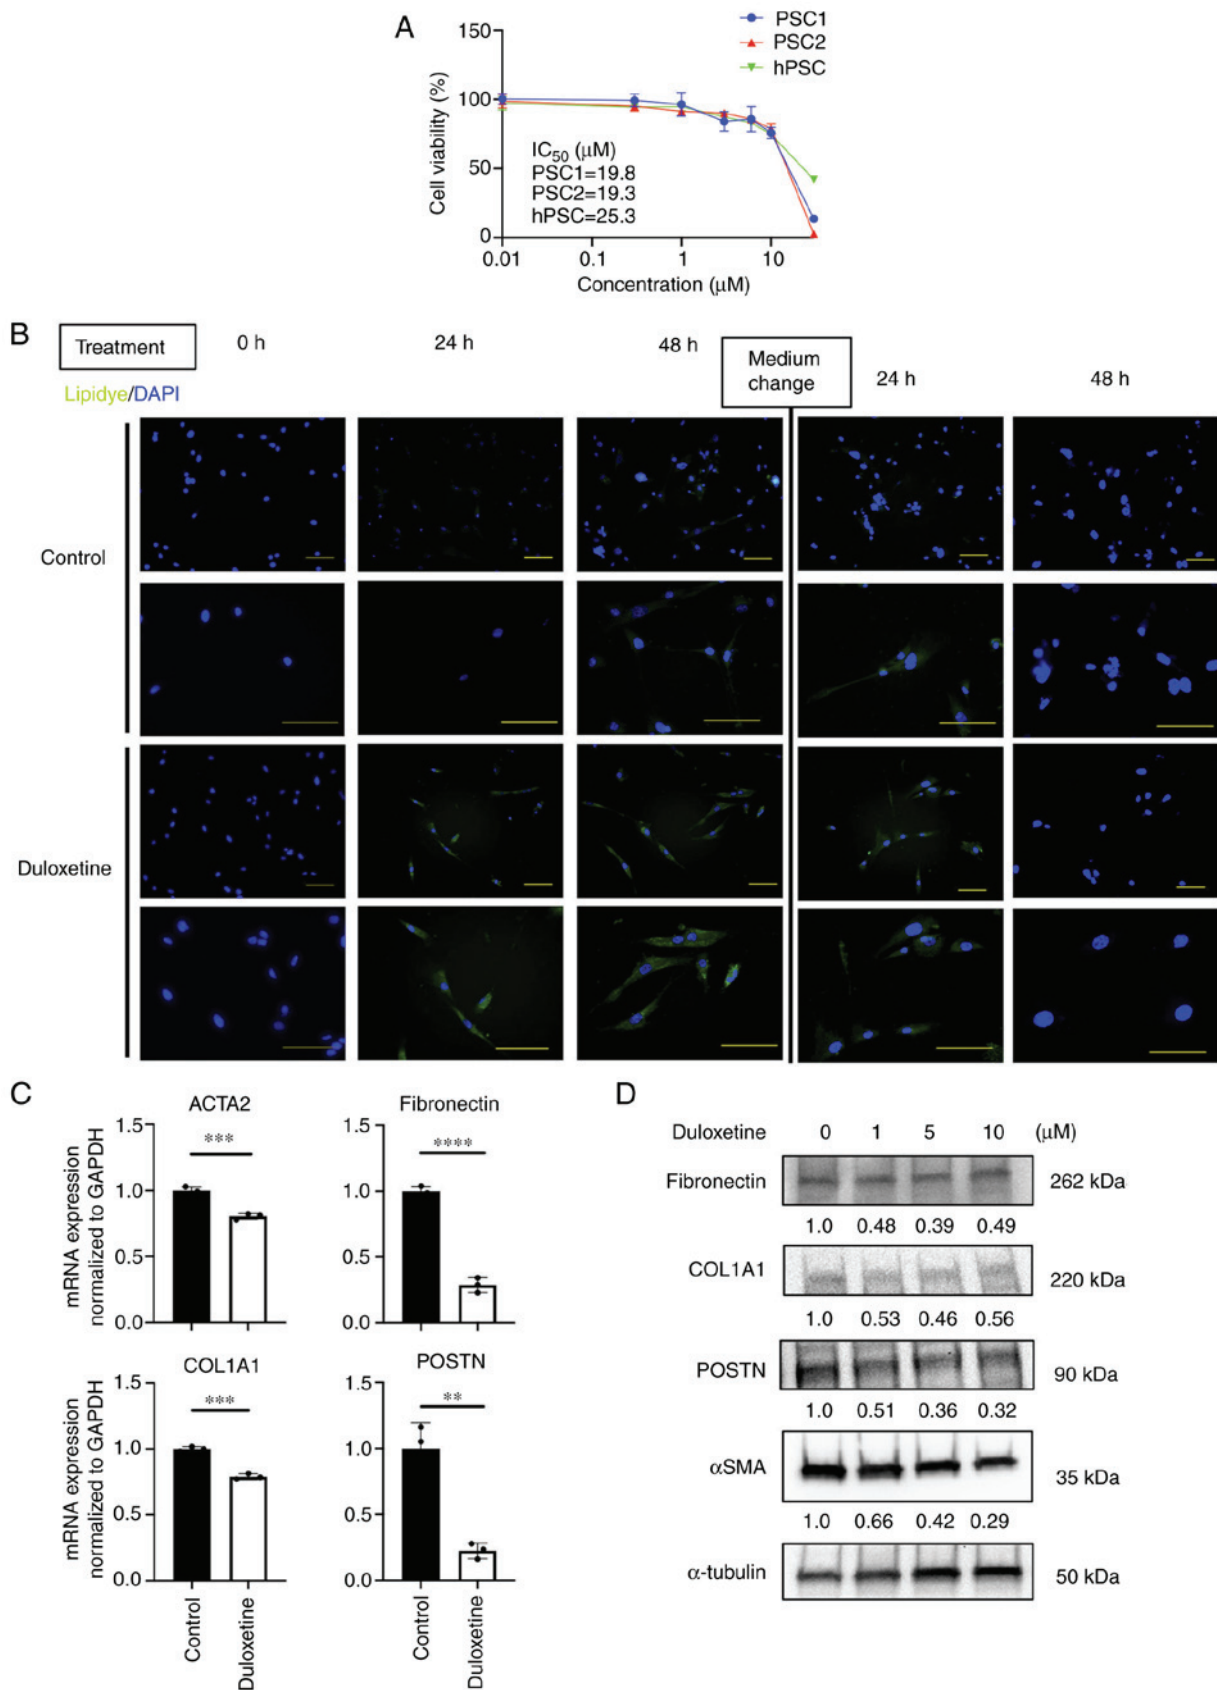 A
150
100
50
0
Cell viability (%)
PSC1
PSC2
hPSC
IC50 (μM)
PSC1=19.8
PSC2=19.3
hPSC=25.3
0.01 0.1 1 10
Concentration (μM)
B
Treatment 0 h 24 h 48 h Medium change 24 h 48 h
Lipidye/DAPI
Control
Duloxetine
C
ACTA2
mRNA expression
normalized to GAPDH
1.5
1.0
0.5
0.0
***
Fibronectin
1.5
1.0
0.5
0.0
****
COL1A1
mRNA expression
normalized to GAPDH
1.5
1.0
0.5
0.0
***
Control
Duloxetine
POSTN
1.5
1.0
0.5
0.0
**
Control
Duloxetine
D
Duloxetine 0 1 5 10 (μM)
Fibronectin 262 kDa
1.0 0.48 0.39 0.49
COL1A1 220 kDa
1.0 0.53 0.46 0.56
POSTN 90 kDa
1.0 0.51 0.36 0.32
αSMA 35 kDa
1.0 0.66 0.42 0.29
α-tubulin 50 kDa